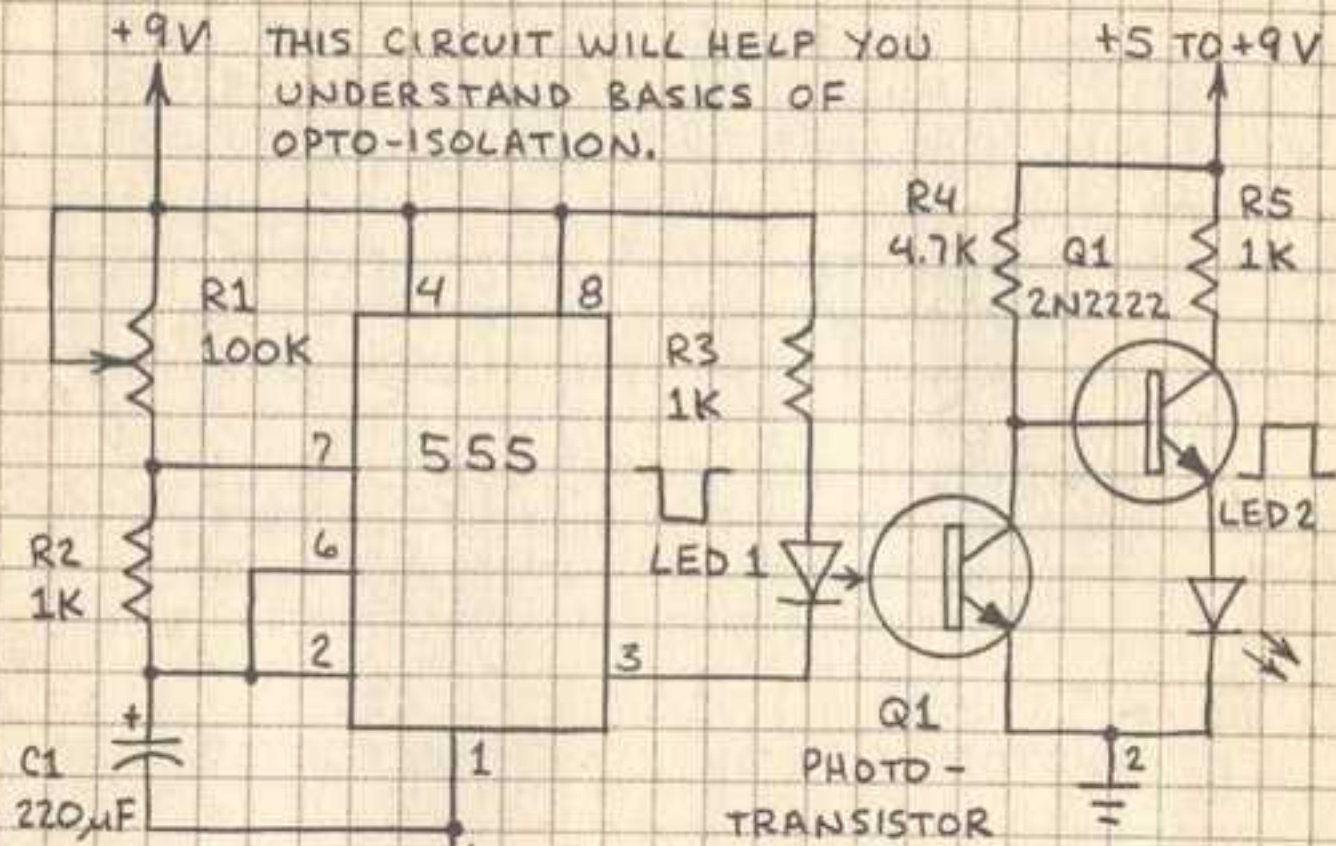 +9V
THIS CIRCUIT WILL HELP YOU
UNDERSTAND BASICS OF
OPTO-ISOLATION.
+5 TO +9V
R1
100K
4
8
R3
1K
R4
4.7K
Q1
2N2222
R5
1K
7
555
6
LED 1
LED 2
R2
1K
2
3
+
C1
220µF
1
Q1
PHOTO-
TRANSISTOR
2